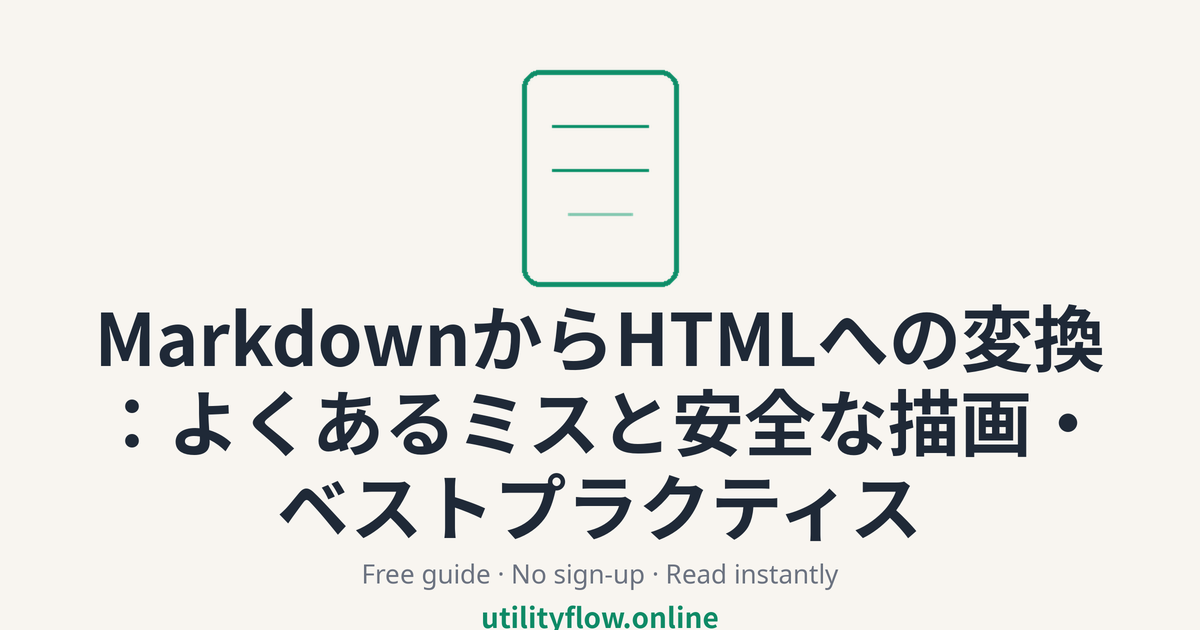 MarkdownからHTMLへの変換
：よくあるミスと安全な描画・
ベストプラクティス
Free guide · No sign-up · Read instantly
utilityflow.online